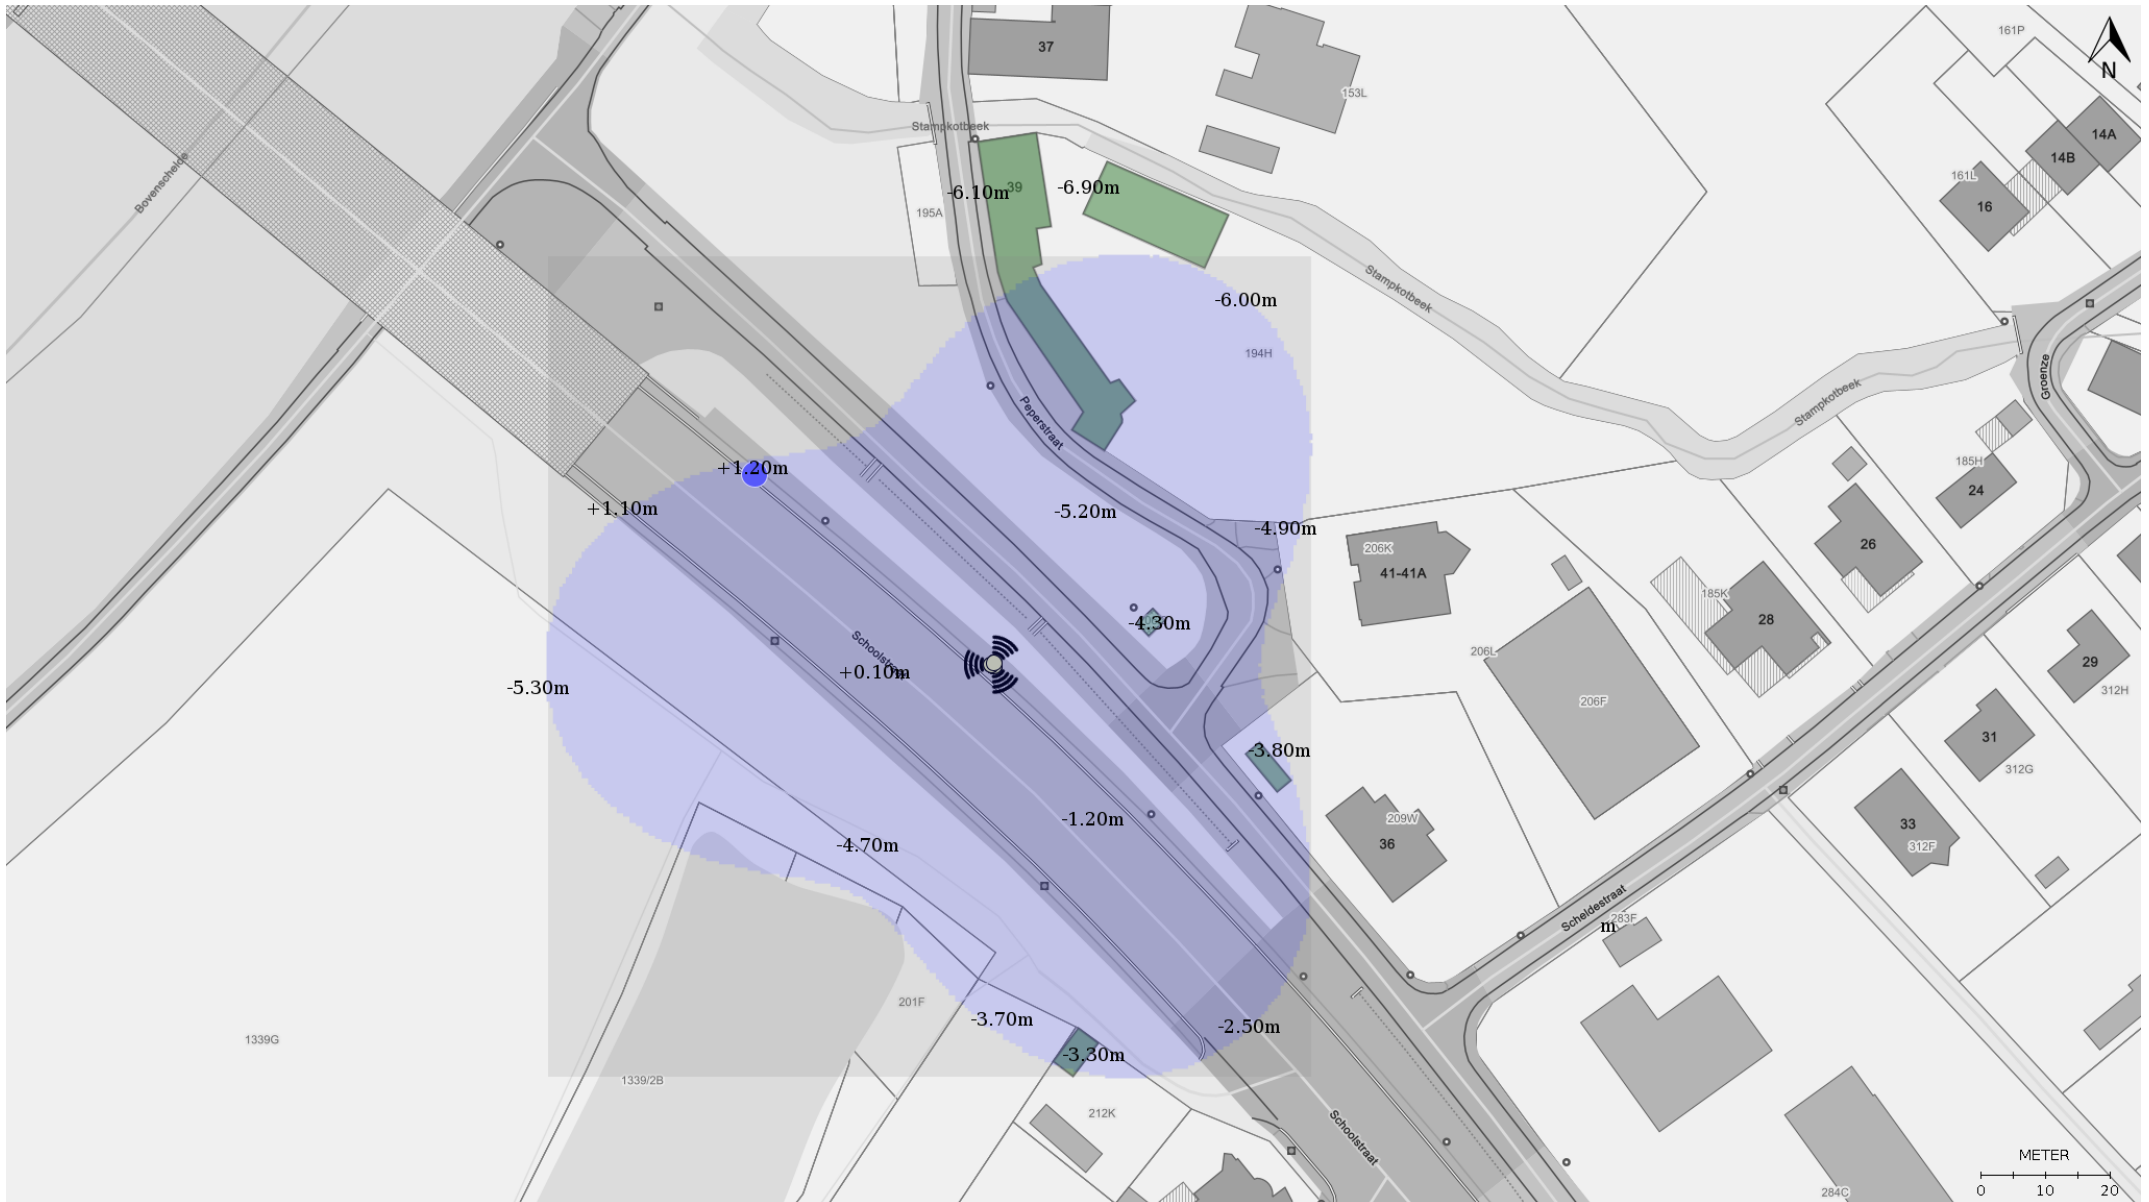 37
N
161P
153L
14A
14B
Stampkotbeek
Bovenschelde
161L
16
39
-6.10m
-6.90m
195A
-6.00m
Stampkotbeek
194H
Groenze
Peperstraat
Stampkotbeek
+1.20m
185H
24
+1.10m
-5.20m
-4.90m
206K
41-41A
26
185K
28
-4.30m
Schoolstraat
+0.10m
206L
29
-5.30m
206F
312H
31
-3.80m
312G
-1.20m
209W
36
33
312F
-4.70m
Scheldestraat
283F
m
201F
-3.70m
-2.50m
1339G
-3.30m
1339/2B
212K
Schoolstraat
METER
0 10 20
284C